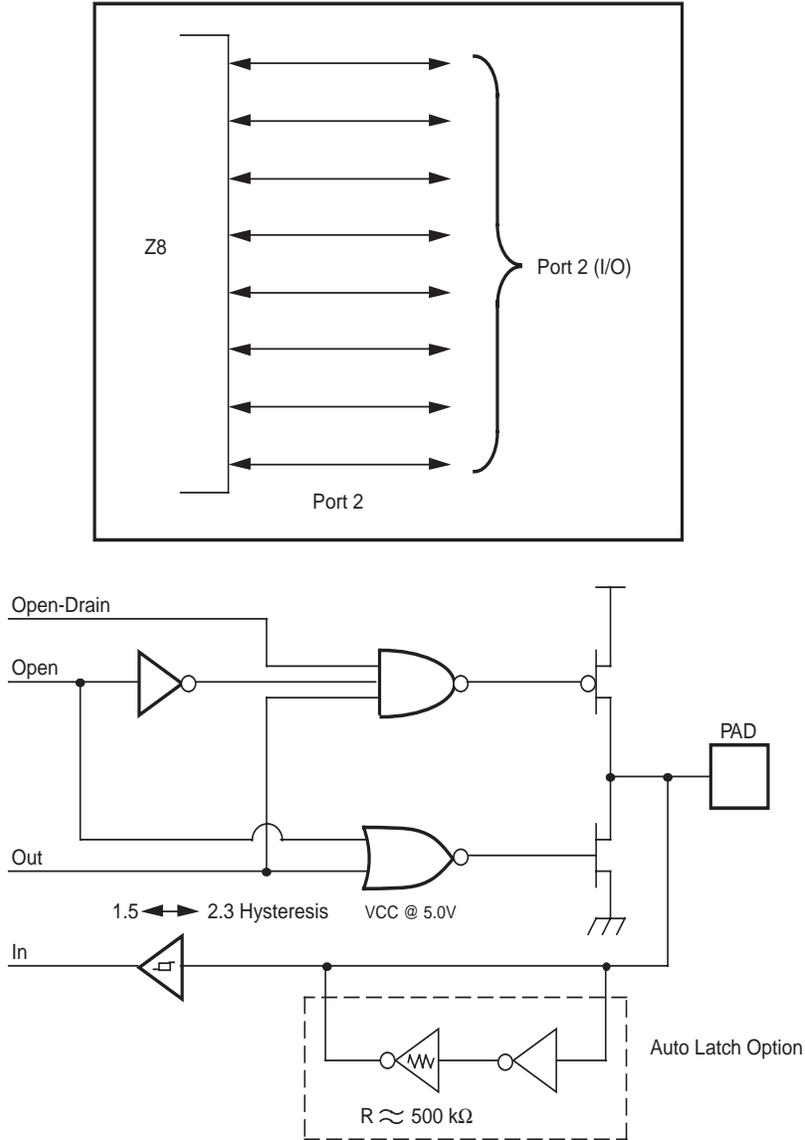 Z8
Port 2 (I/O)
Port 2
Open-Drain
Open
PAD
Out
1.5 2.3 Hysteresis VCC @ 5.0V
In
Auto Latch Option
R ≈ 500 kΩ